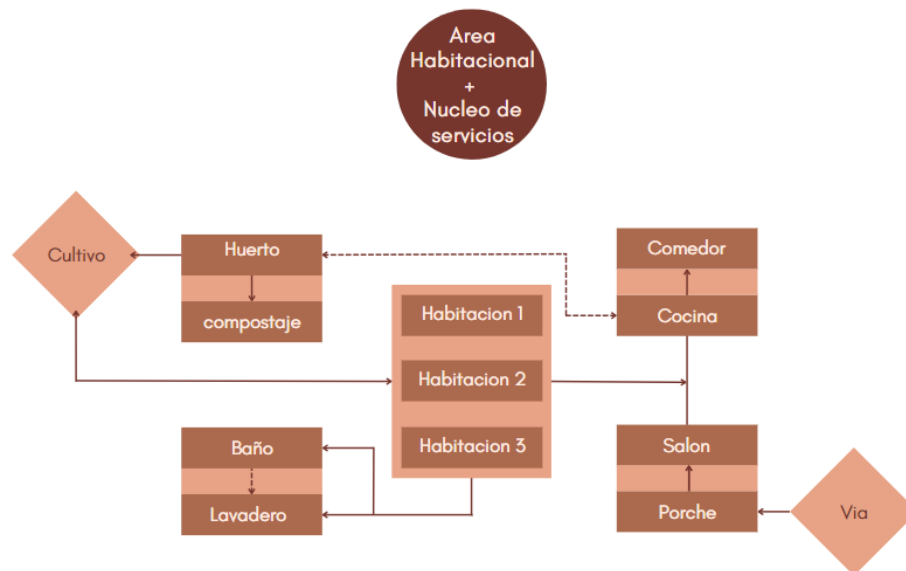 Area
Habitacional
+
Nucleo de
servicios
Cultivo
Huerto
compostaje
Habitacion 1
Habitacion 2
Habitacion 3
Baño
Lavadero
Comedor
Cocina
Salon
Porche
Via